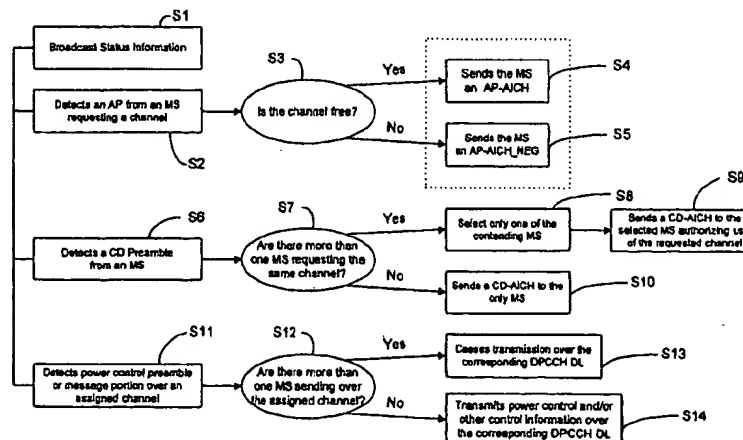 S1
Broadcast Status Information
S3
Yes
Sends the MS
an AP-AICH
S4
Detects an AP from an MS
requesting a channel
Is the channel free?
S2
No
Sends the MS
an AP-AICH_NEG
S5
S6
S7
S8
S9
Yes
Select only one of the
contending MS
Sends a CD-AICH to the
selected MS authorizing use
of the requested channel
Detects a CD Preamble
from an MS
Are there more than
one MS requesting the
same channel?
No
Sends a CD-AICH to the
only MS
S10
S11
S12
Yes
Ceases transmission over the
corresponding DPCCH DL
S13
Detects power control preamble
or message portion over an
assigned channel
Are there more than
one MS sending over
the assigned channel?
No
Transmits power control and/or
other control information over
the corresponding DPCCH DL
S14